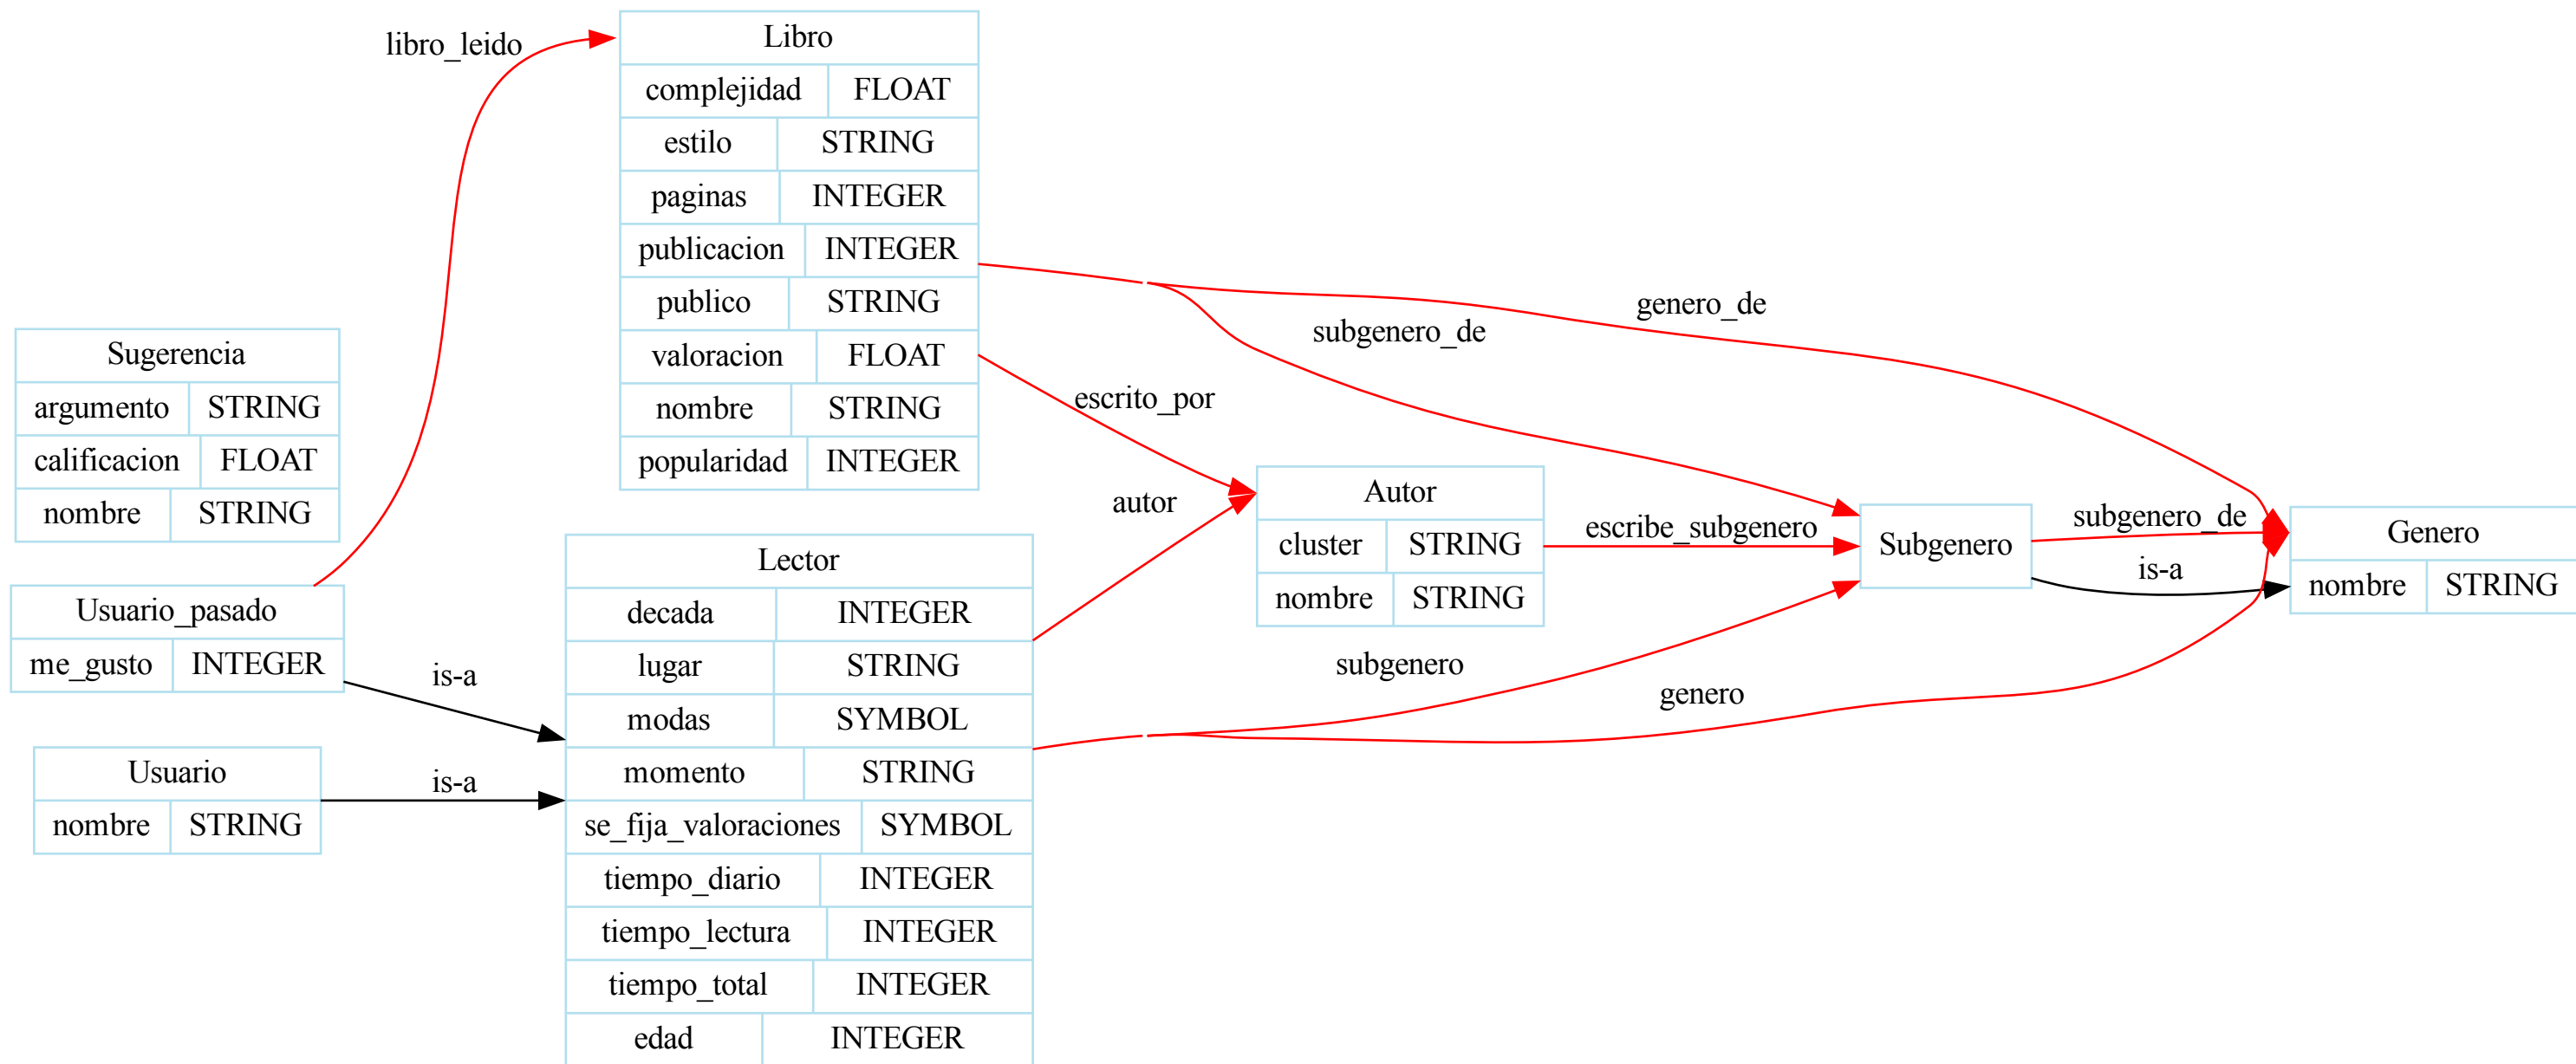 libro_leido
Libro
complejidad FLOAT
estilo STRING
paginas INTEGER
publicacion INTEGER
publico STRING
valoracion FLOAT
nombre STRING
popularidad INTEGER
Sugerencia
argumento STRING
calificacion FLOAT
nombre STRING
Usuario_pasado
me_gusto INTEGER
is-a
Usuario
nombre STRING
is-a
Lector
decada INTEGER
lugar STRING
modas SYMBOL
momento STRING
se_fija_valoraciones SYMBOL
tiempo_diario INTEGER
tiempo_lectura INTEGER
tiempo_total INTEGER
edad INTEGER
genero_de
subgenero_de
escrito_por
autor
Autor
cluster STRING
nombre STRING
escribe_subgenero
subgenero
genero
Subgenero
subgenero_de
is-a
Genero
nombre STRING